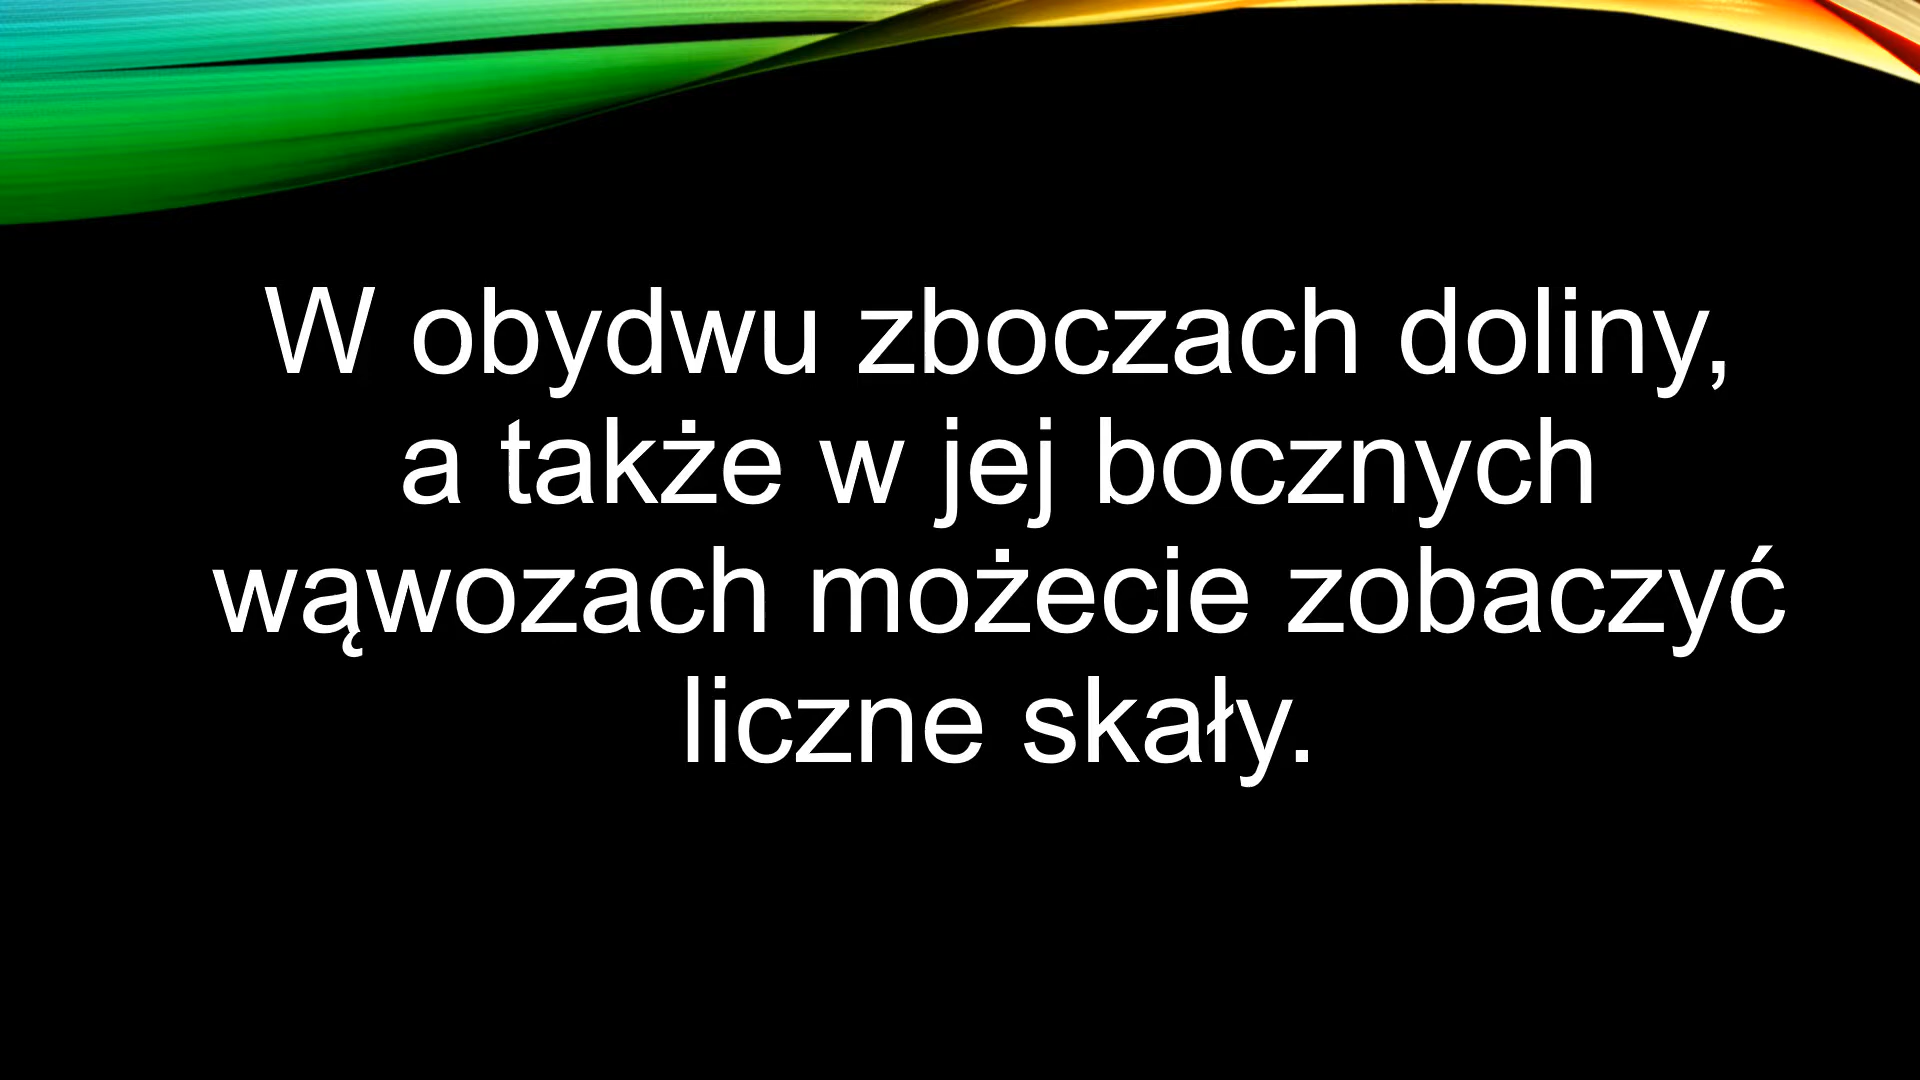 W obydwu zboczach doliny,
a także w jej bocznych
wąwozach możecie zobaczyć
liczne skały.